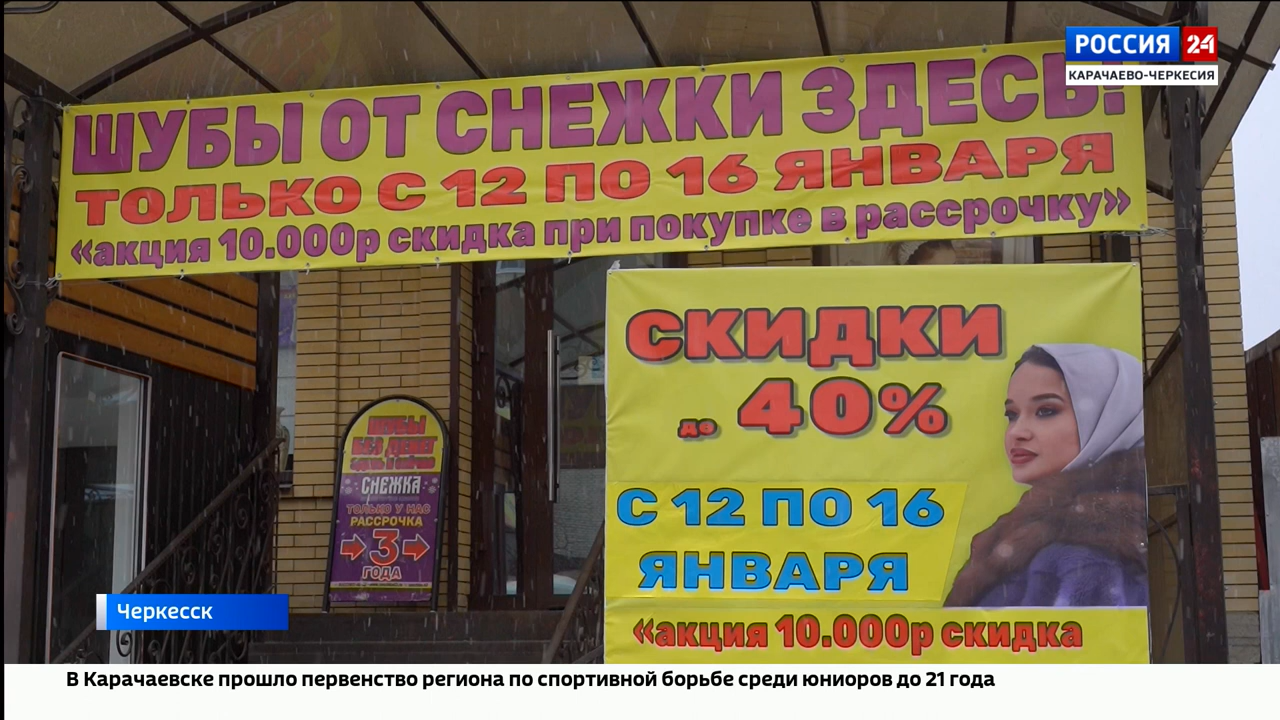 РОССИЯ 24
КАРАЧАЕВО-ЧЕРКЕСИЯ
ШУБЫ ОТ СНЕЖКИ ЗДЕСЬ!
ТОЛЬКО С 12 ПО 16 ЯНВАРЯ
«акция 10.000р скидка при покупке в рассрочку»
СКИДКИ
до 40%
С 12 ПО 16
ЯНВАРЯ
«акция 10.000р скидка
ШУБЫ
БЕЗ ДЕНЕГ
СНЕЖКА
ТОЛЬКО У НАС
РАССРОЧКА
3
ГОДА
Черкесск
В Карачаевске прошло первенство региона по спортивной борьбе среди юниоров до 21 года